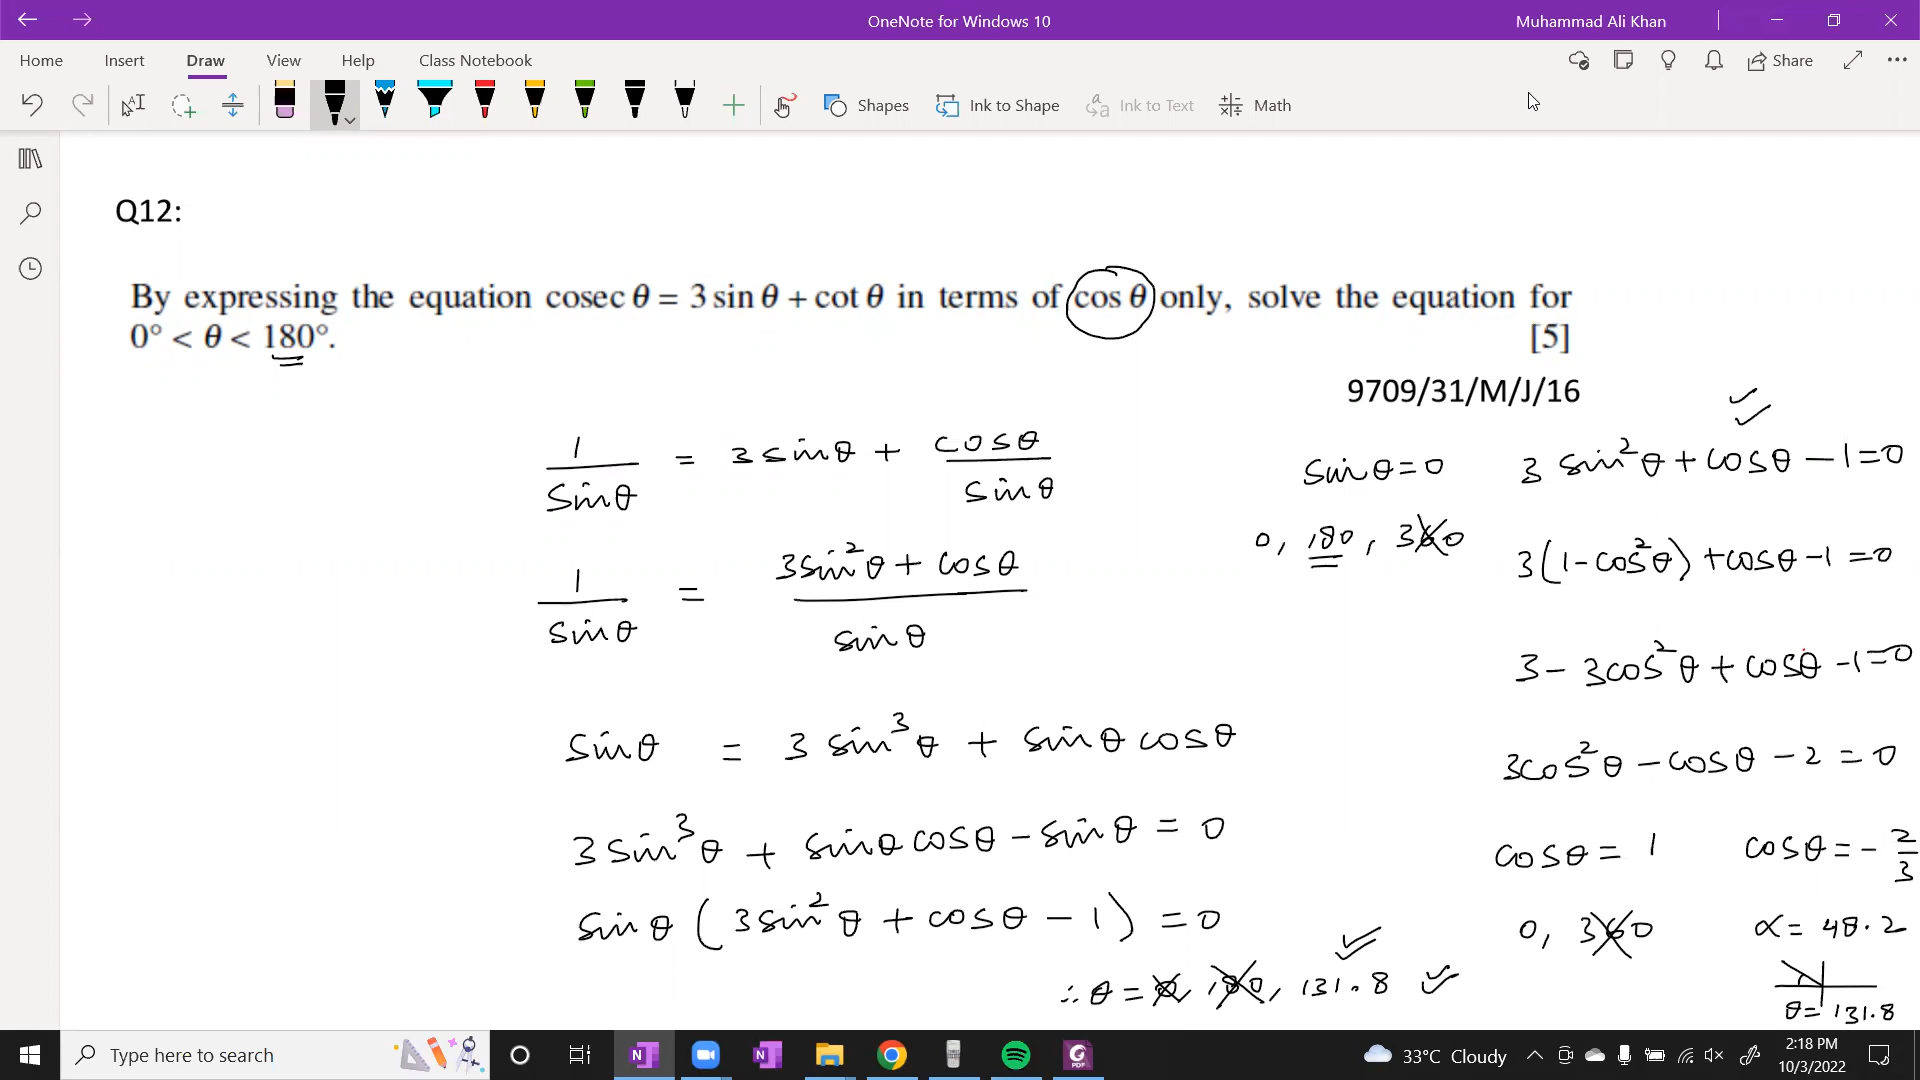 OneNote for Windows 10
Muhammad Ali Khan
Home Insert Draw View Help Class Notebook Share
Shapes Ink to Shape Ink to Text Math
Q12:
By expressing the equation cosec θ = 3 sin θ + cot θ in terms of cos θ only, solve the equation for
0° < θ < 180°. [5]
9709/31/M/J/16
1/sinθ = 3sinθ + cosθ/sinθ
1/sinθ = (3sin²θ + cosθ)/sinθ
sinθ = 3 sin³θ + sinθ cosθ
3sin³θ + sinθcosθ - sinθ = 0
sinθ (3sin²θ + cosθ - 1) = 0
∴ θ = 0, 180, 131.8
sinθ = 0
0, 180, 360
3 sin²θ + cosθ - 1 = 0
3(1-cos²θ) + cosθ - 1 = 0
3 - 3cos²θ + cosθ - 1 = 0
3cos²θ - cosθ - 2 = 0
cosθ = 1 cosθ = -2/3
0, 360 α = 48.2
θ = 131.8
Type here to search
33°C Cloudy
2:18 PM
10/3/2022